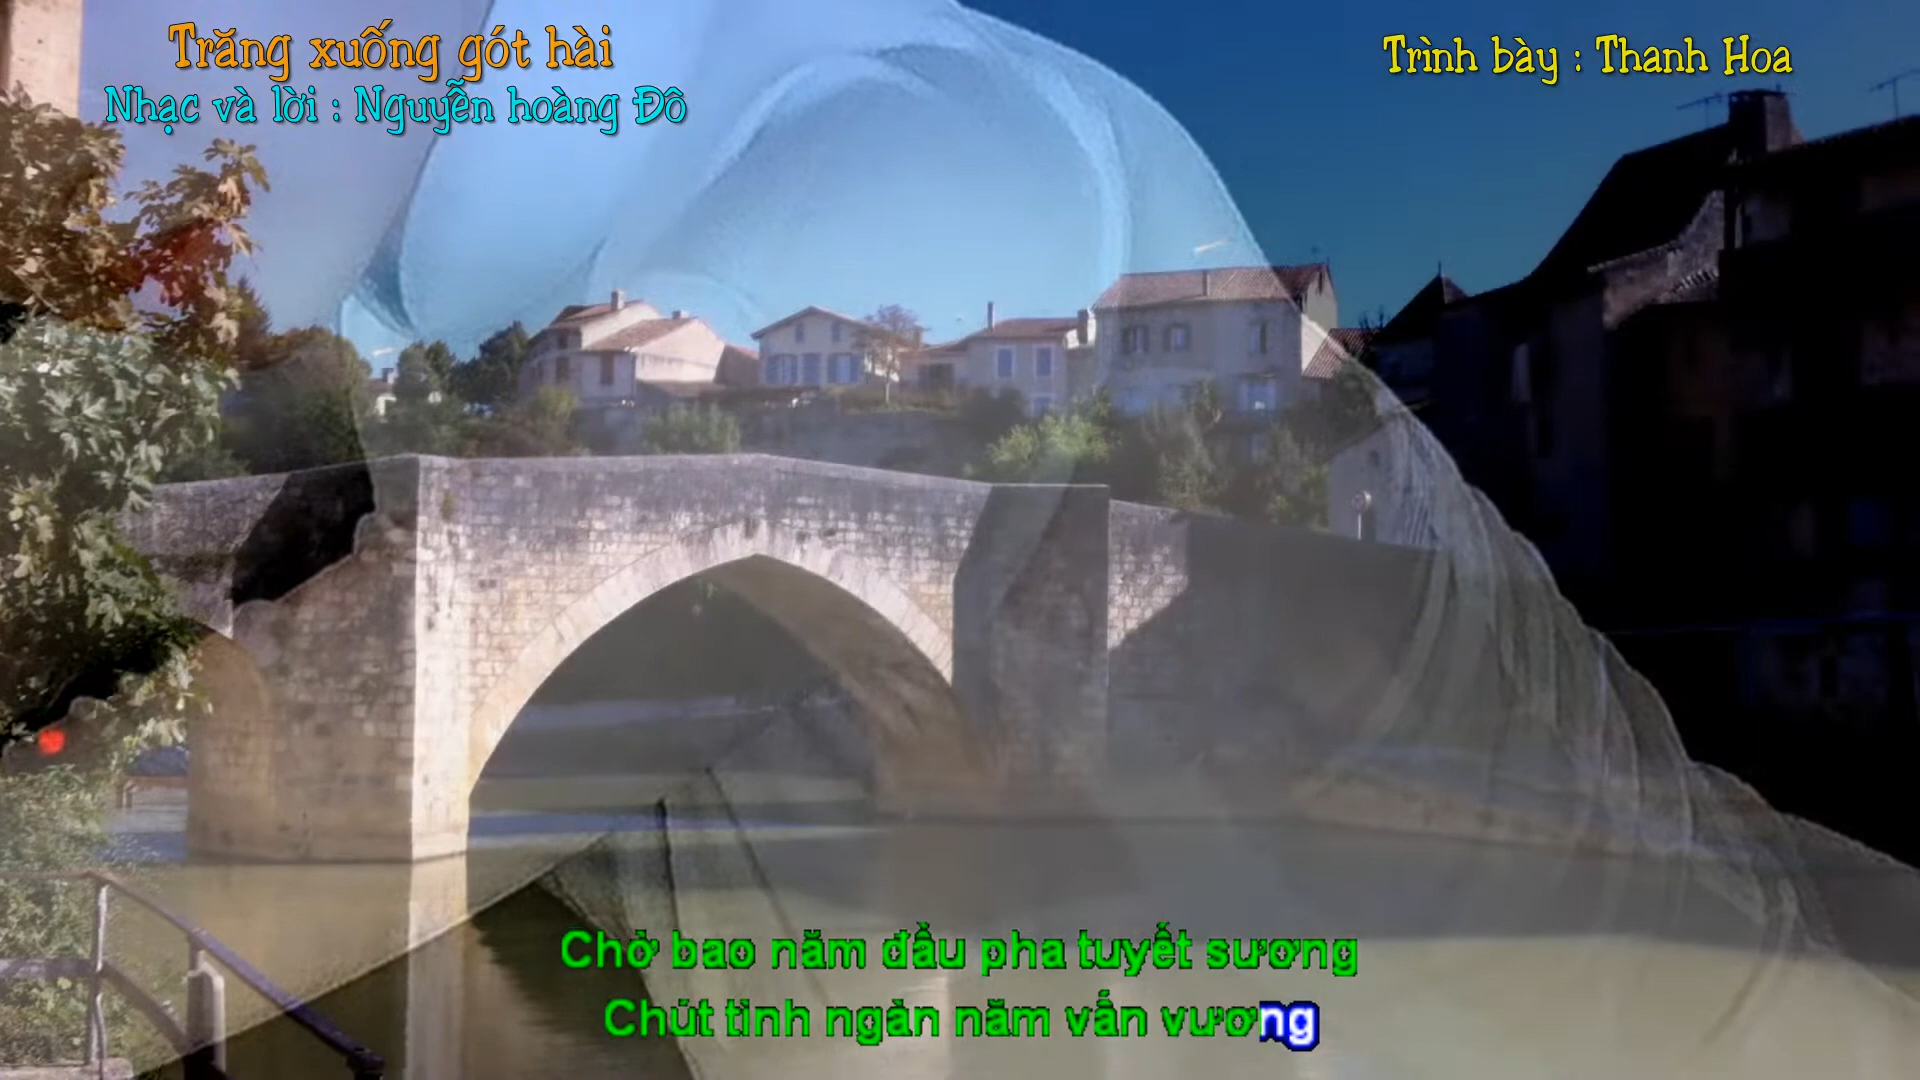 Trăng xuống gót hài
Nhạc và lời : Nguyễn hoàng Đô
Trình bày : Thanh Hoa
Chờ bao năm đầu pha tuyết sương
Chút tình ngàn năm vấn vương